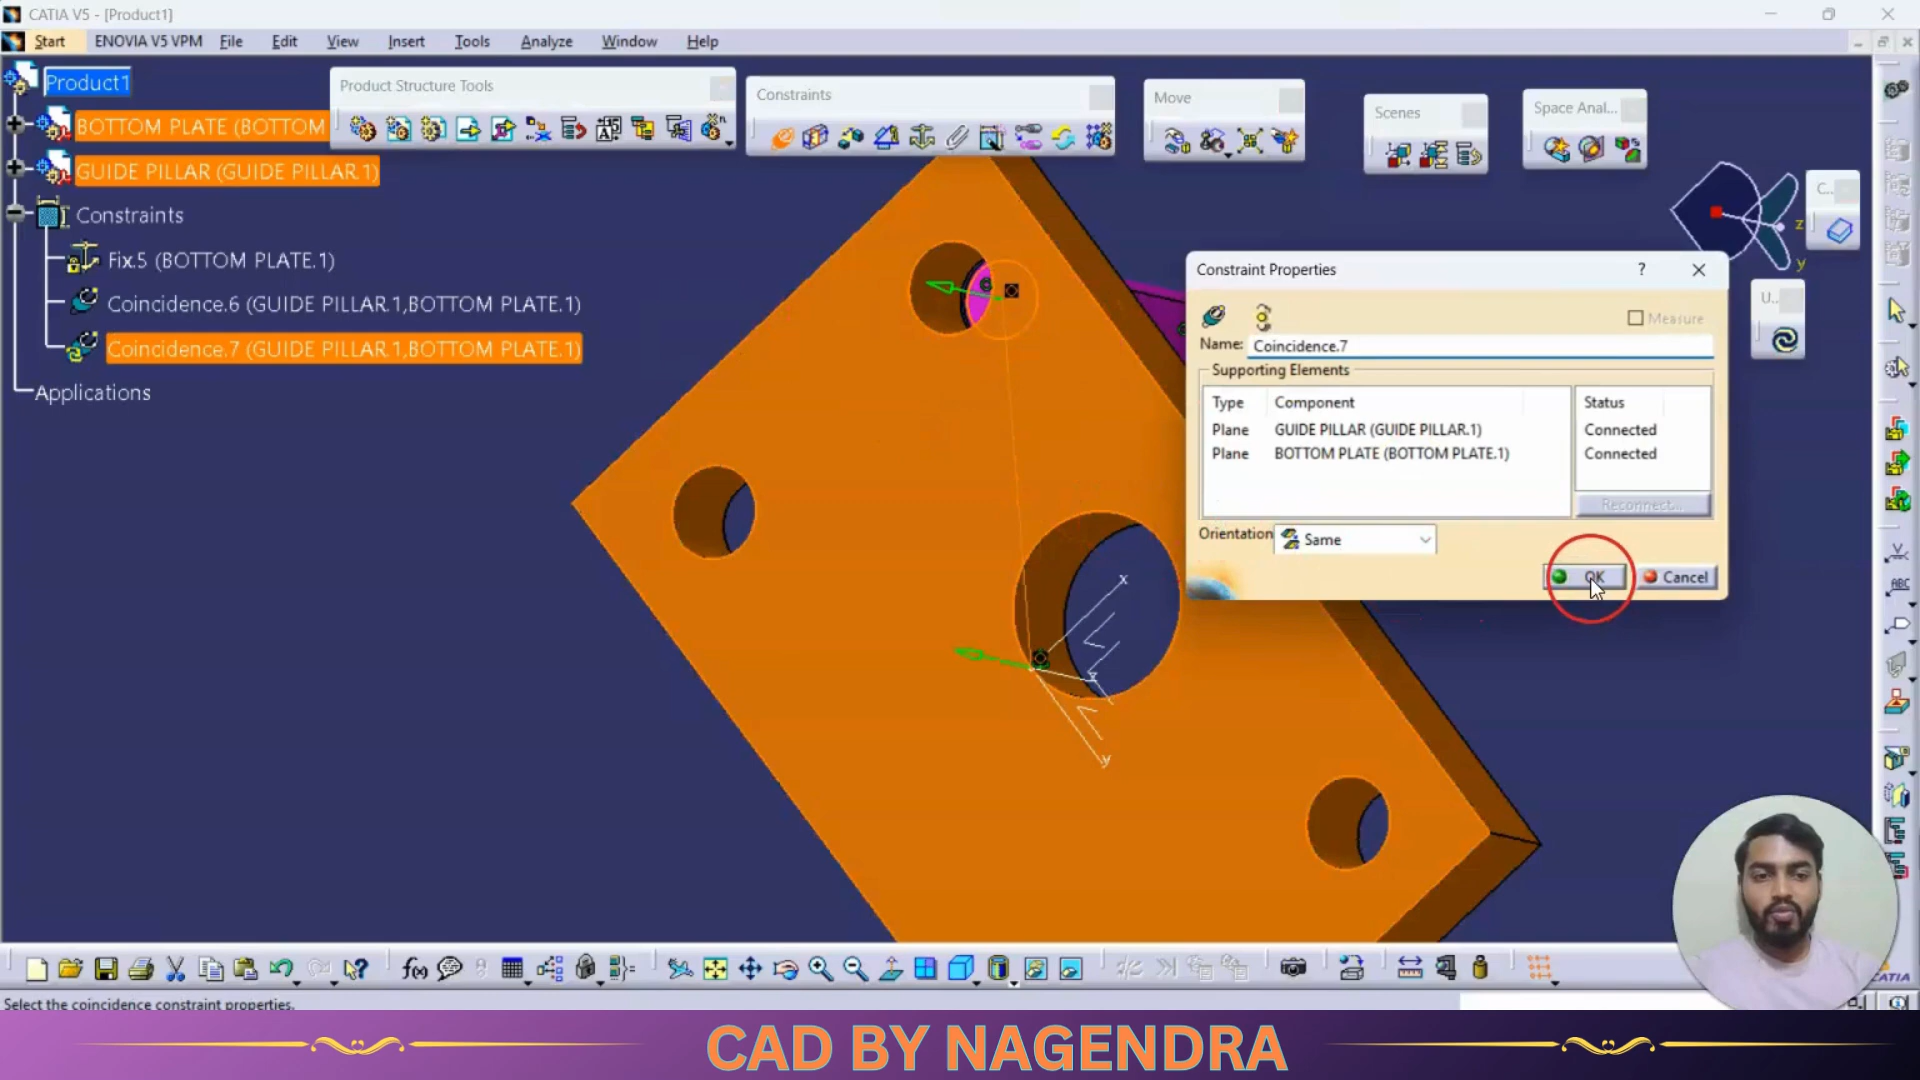 CATIA V5 - [Product1]
Start ENOVIA V5 VPM File Edit View Insert Tools Analyze Window Help
Product1
BOTTOM PLATE (BOTTOM
GUIDE PILLAR (GUIDE PILLAR.1)
Constraints
Fix.5 (BOTTOM PLATE.1)
Coincidence.6 (GUIDE PILLAR.1,BOTTOM PLATE.1)
Coincidence.7 (GUIDE PILLAR.1,BOTTOM PLATE.1)
Applications
Product Structure Tools
Constraints
Move
Scenes
Space Anal...
C...
U...
z
y
Constraint Properties ?
Measure
Name: Coincidence.7
Supporting Elements
Type Component Status
Plane GUIDE PILLAR (GUIDE PILLAR.1) Connected
Plane BOTTOM PLATE (BOTTOM PLATE.1) Connected
Reconnect...
Orientation Same
OK Cancel
x
z
y
ABC
f(x)
CATIA
Select the coincidence constraint properties.
CAD BY NAGENDRA